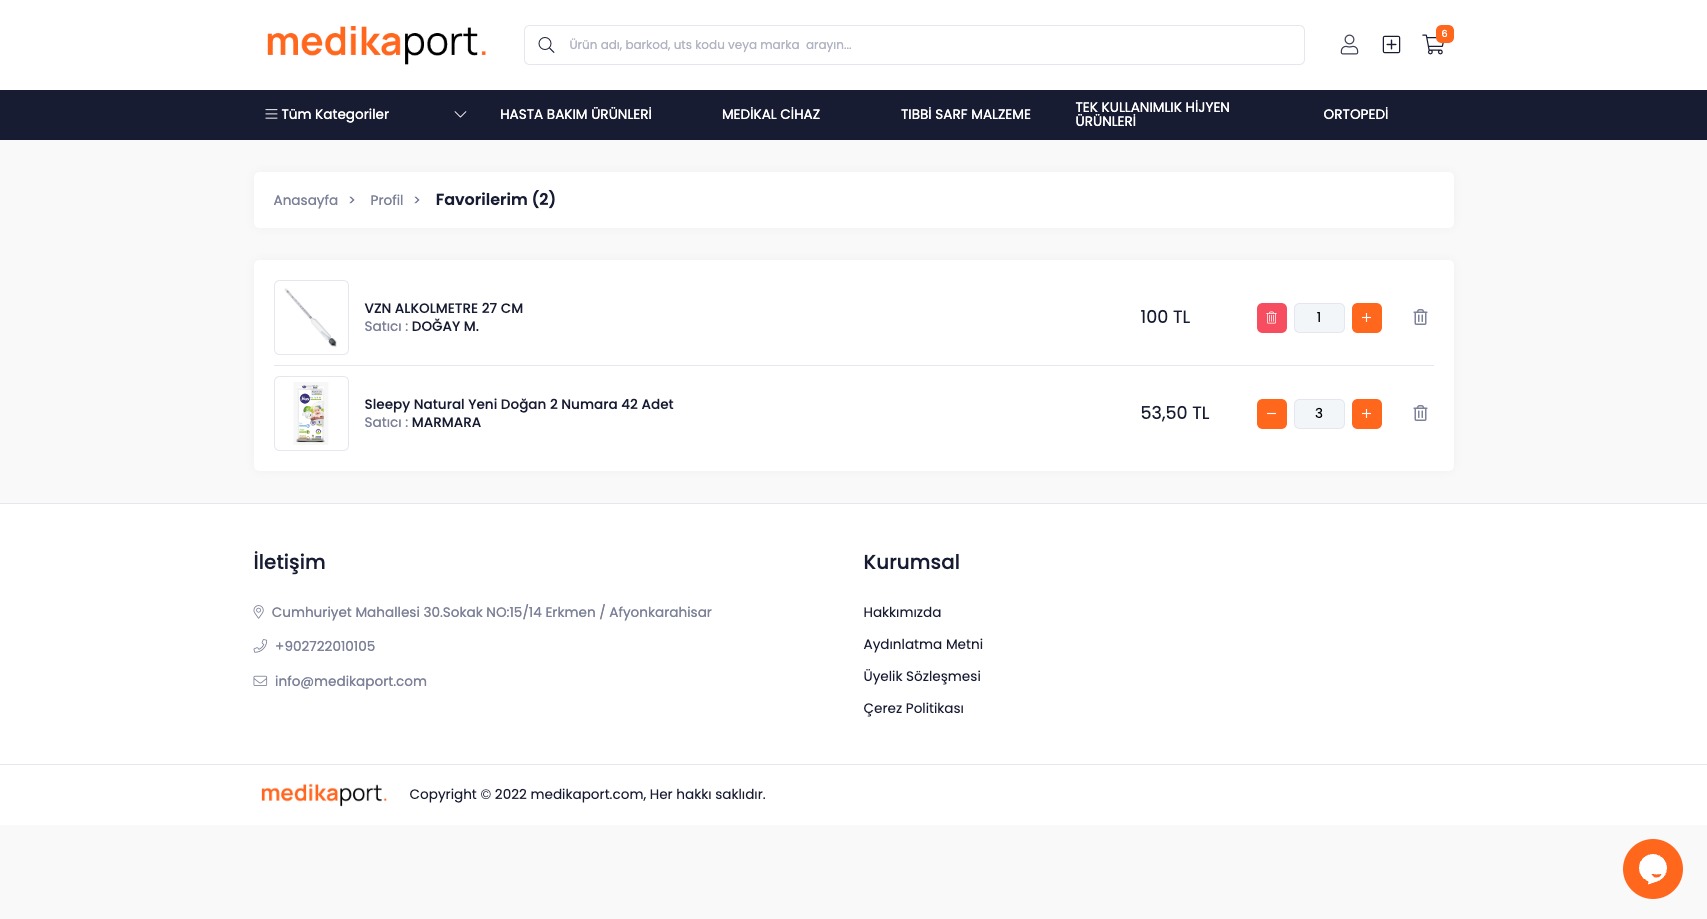 medikaport.
Ürün adı, barkod, uts kodu veya marka arayın...
6
Tüm Kategoriler
HASTA BAKIM ÜRÜNLERİ
MEDİKAL CİHAZ
TIBBİ SARF MALZEME
TEK KULLANIMLIK HİJYEN
ÜRÜNLERİ
ORTOPEDİ
Anasayfa > Profil > Favorilerim (2)
VZN ALKOLMETRE 27 CM
Satıcı : DOĞAY M.
100 TL
1
+
Sleepy Natural Yeni Doğan 2 Numara 42 Adet
Satıcı : MARMARA
53,50 TL
−
3
+
İletişim
Cumhuriyet Mahallesi 30.Sokak NO:15/14 Erkmen / Afyonkarahisar
+902722010105
info@medikaport.com
Kurumsal
Hakkımızda
Aydınlatma Metni
Üyelik Sözleşmesi
Çerez Politikası
medikaport.
Copyright © 2022 medikaport.com, Her hakkı saklıdır.